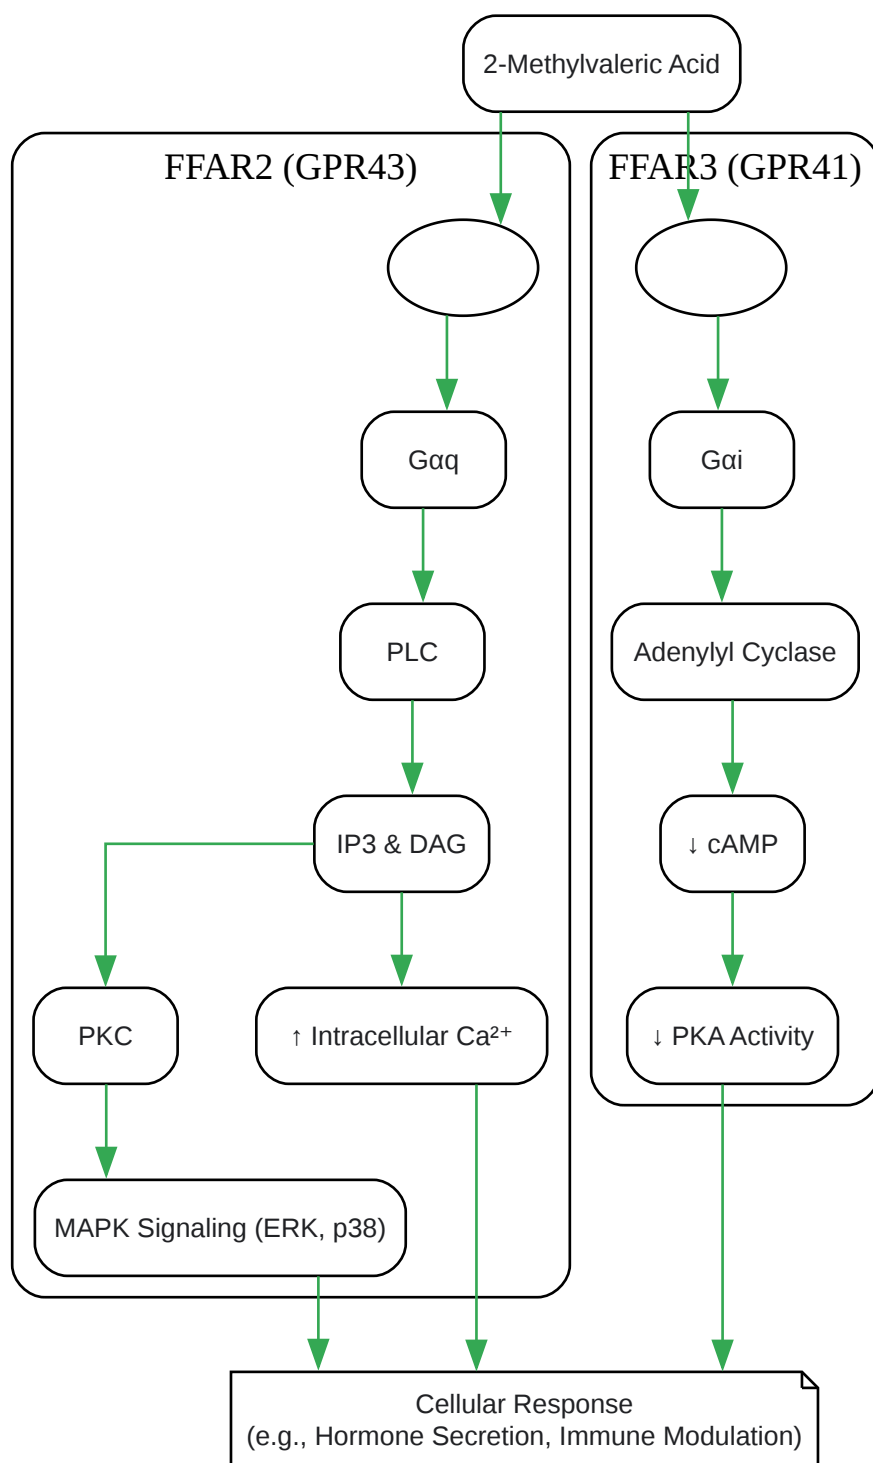 2-Methylvaleric Acid
FFAR2 (GPR43)
FFAR3 (GPR41)
Gαq
Gαi
PLC
Adenylyl Cyclase
IP3 & DAG
↓ cAMP
PKC
↑ Intracellular Ca²⁺
↓ PKA Activity
MAPK Signaling (ERK, p38)
Cellular Response
(e.g., Hormone Secretion, Immune Modulation)